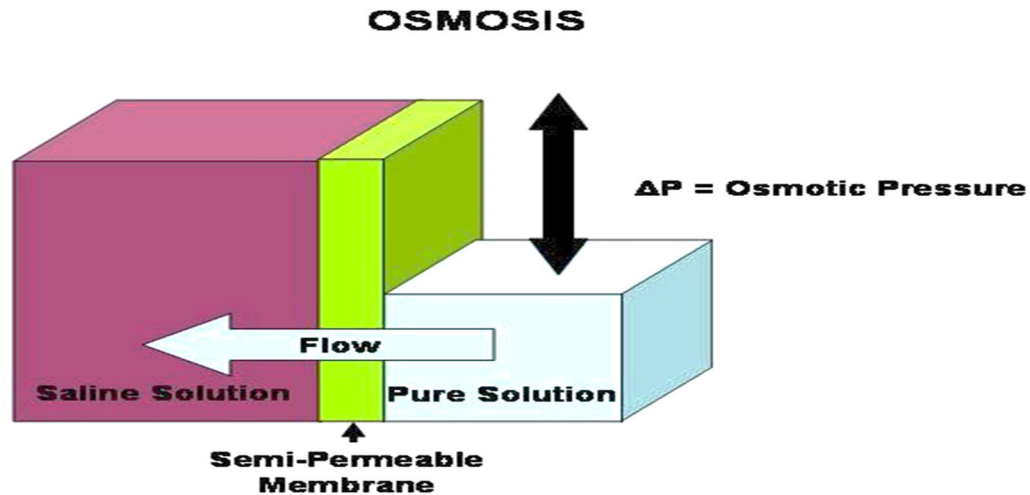 OSMOSIS
ΔP = Osmotic Pressure
Flow
Saline Solution
Pure Solution
Semi-Permeable
Membrane